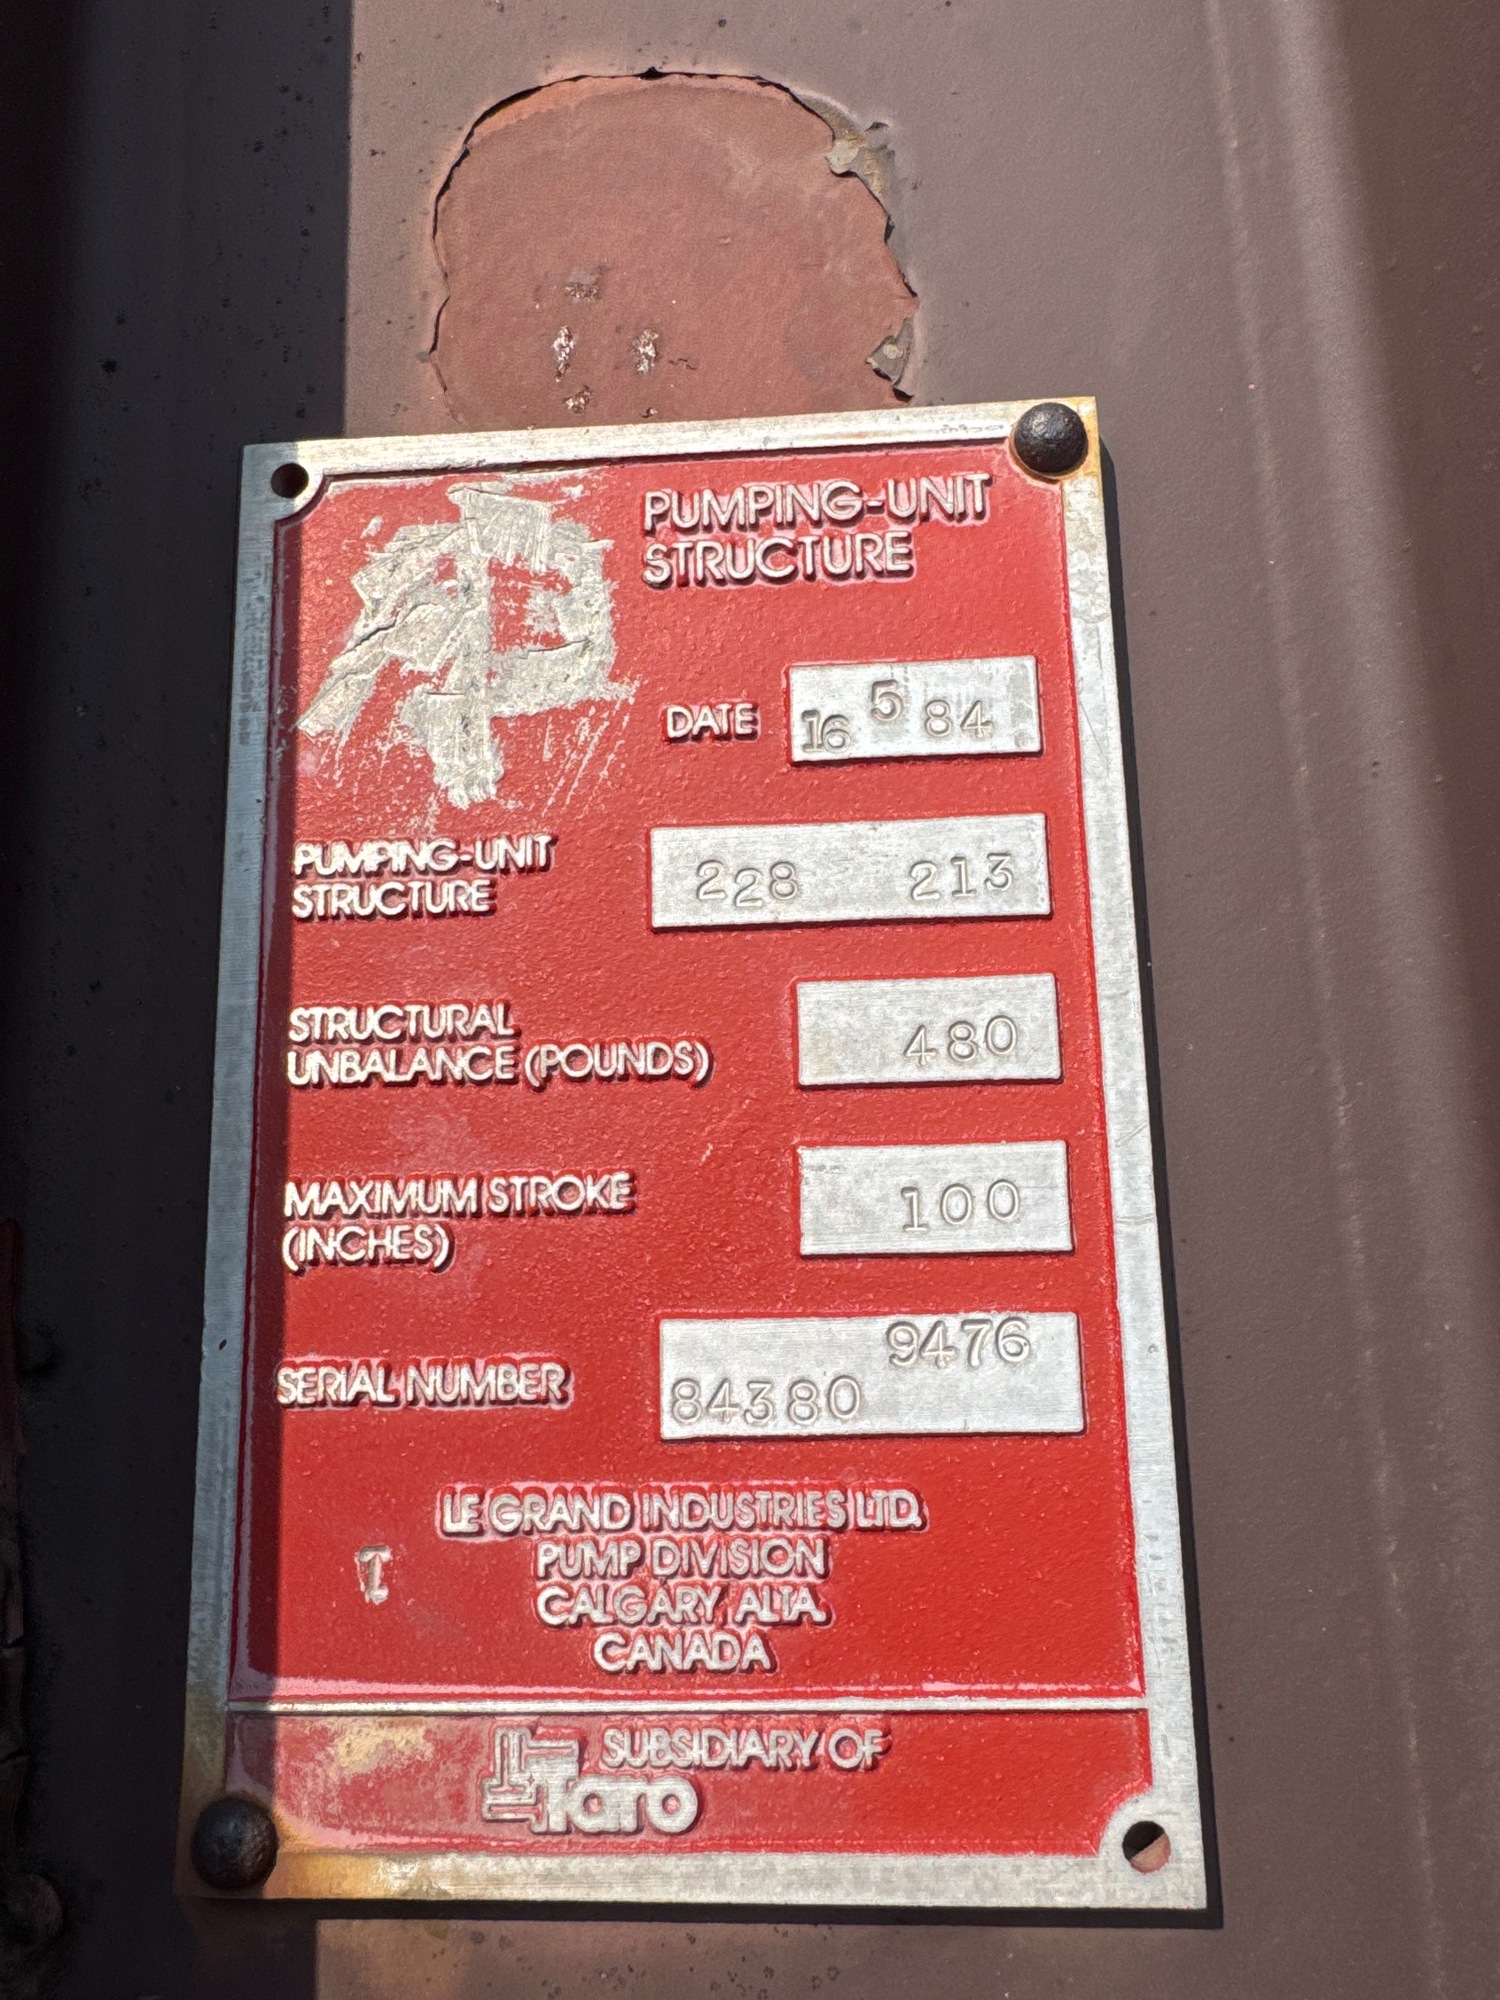 PUMPING-UNIT
STRUCTURE
DATE 16 5 84
PUMPING-UNIT
STRUCTURE
228 213
STRUCTURAL
UNBALANCE (POUNDS)
480
MAXIMUM STROKE
(INCHES)
100
SERIAL NUMBER
84380 9476
LE GRAND INDUSTRIES LTD.
PUMP DIVISION
CALGARY, ALTA.
CANADA
1
SUBSIDIARY OF
Taro